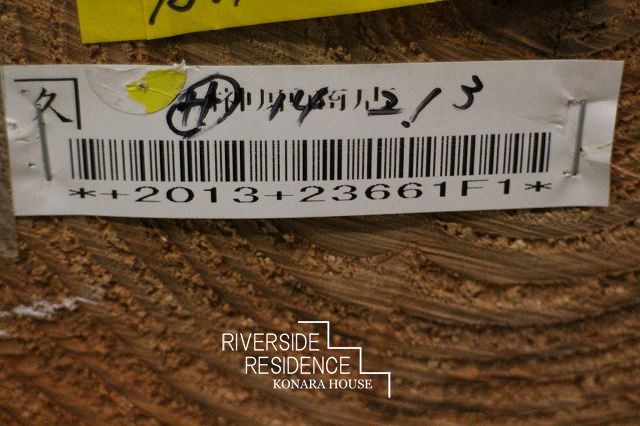 久
H 14 2.13
*+2013+23661F1*
RIVERSIDE
RESIDENCE
KONARA HOUSE